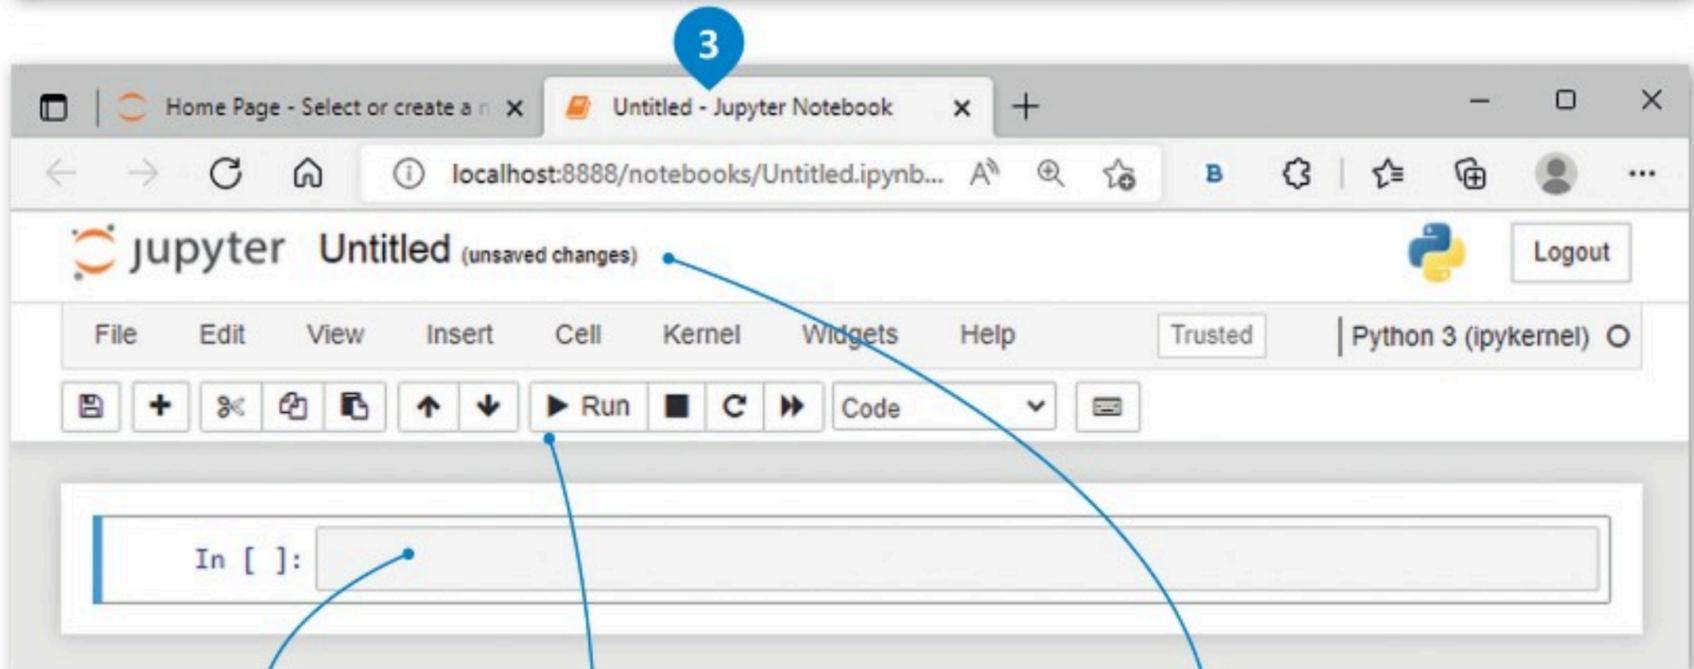 3
Home Page - Select or create a n
Untitled - Jupyter Notebook
localhost:8888/notebooks/Untitled.ipynb...
A
B
jupyter Untitled (unsaved changes)
Logout
File Edit View Insert Cell Kernel Widgets Help Trusted Python 3 (ipykernel)
Run Code
In [ ]: